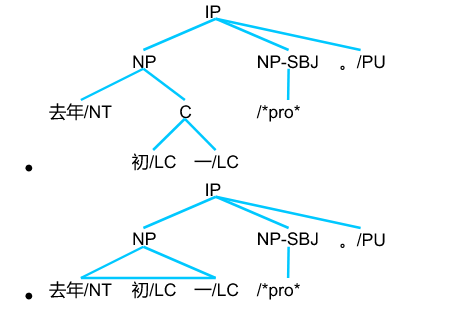 IP
NP NP-SBJ 。/PU
去年/NT C /*pro*
初/LC 一/LC
IP
NP NP-SBJ 。/PU
去年/NT 初/LC 一/LC /*pro*